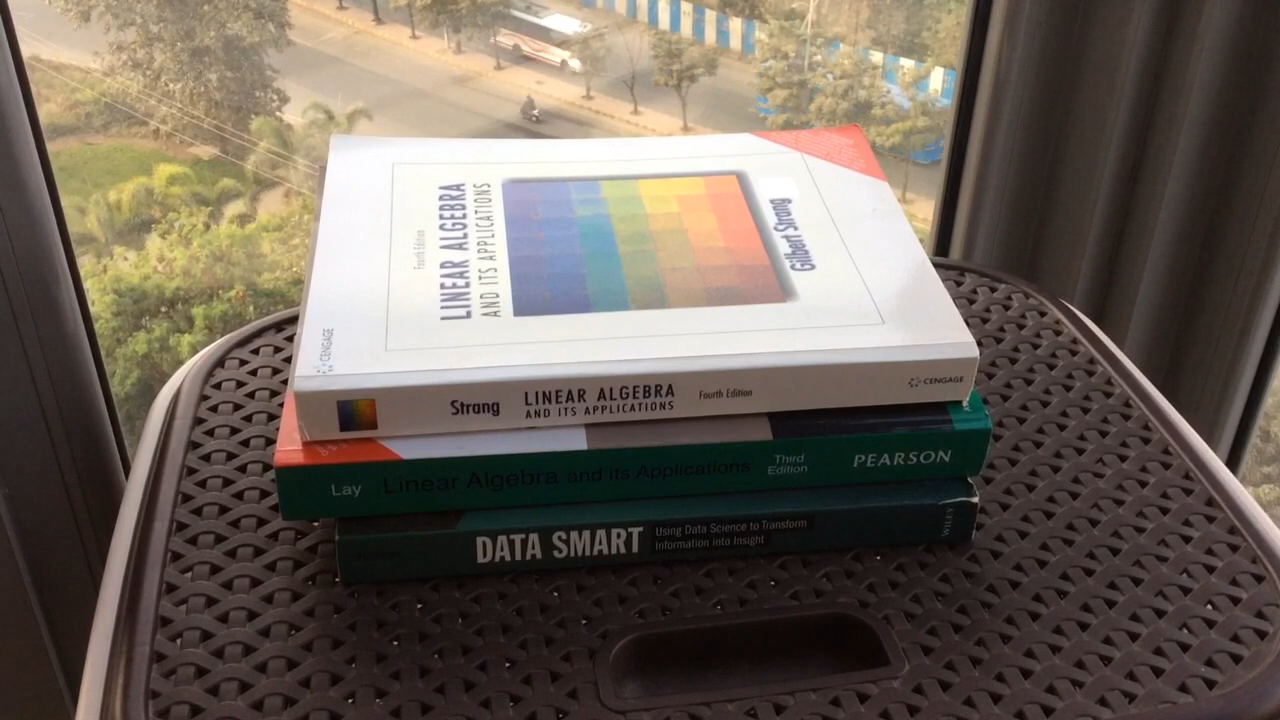 Fourth Edition
LINEAR ALGEBRA
AND ITS APPLICATIONS
Gilbert Strang
CENGAGE
Strang
LINEAR ALGEBRA
AND ITS APPLICATIONS
Fourth Edition
CENGAGE
Lay
Linear Algebra and its Applications
Third
Edition
PEARSON
DATA SMART
Using Data Science to Transform
Information into Insight
WILEY